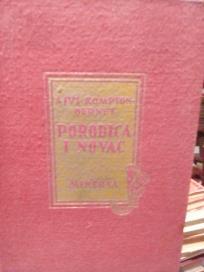 AJVI KOMPTON
BERNET
PORODICA
I NOVAC
MINERVA